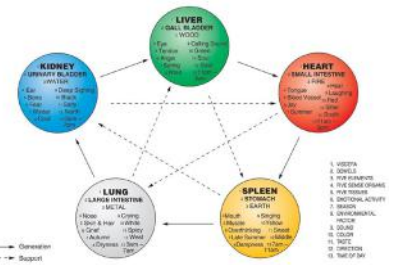 LIVER
GALL BLADDER
WOOD
Eye
Tendon
Anger
Spring
Wind
Calling Sound
Green
Sour
East
KIDNEY
URINARY BLADDER
WATER
Ear
Bone
Fear
Winter
Cold
Deep Sighing
Black
Salty
North
HEART
SMALL INTESTINE
FIRE
Tongue
Blood Vessel
Joy
Summer
Heat
Laughing
Red
Bitter
South
LUNG
LARGE INTESTINE
METAL
Nose
Skin & Hair
Grief
Autumn
Dryness
Crying
White
Spicy
West
3am ~
SPLEEN
STOMACH
EARTH
Mouth
Muscle
Overthinking
Late Summer
Dampness
Singing
Yellow
Sweet
Middle
7am ~
Generation
Support
1. VISCERA
2. BOWELS
3. FIVE ELEMENTS
4. FIVE SENSE ORGANS
5. FIVE TISSUES
6. EMOTIONAL ACTIVITY
7. SEASON
8. ENVIRONMENTAL
FACTOR
9. SOUND
10. COLOR
11. TASTE
12. DIRECTION
13. TIME OF DAY